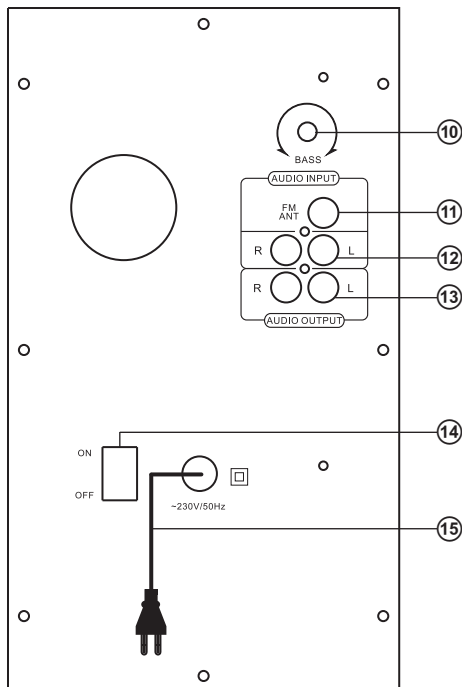 10
BASS
AUDIO INPUT
FM
ANT
11
R L
12
R L
13
AUDIO OUTPUT
14
ON
OFF
~230V/50Hz
15